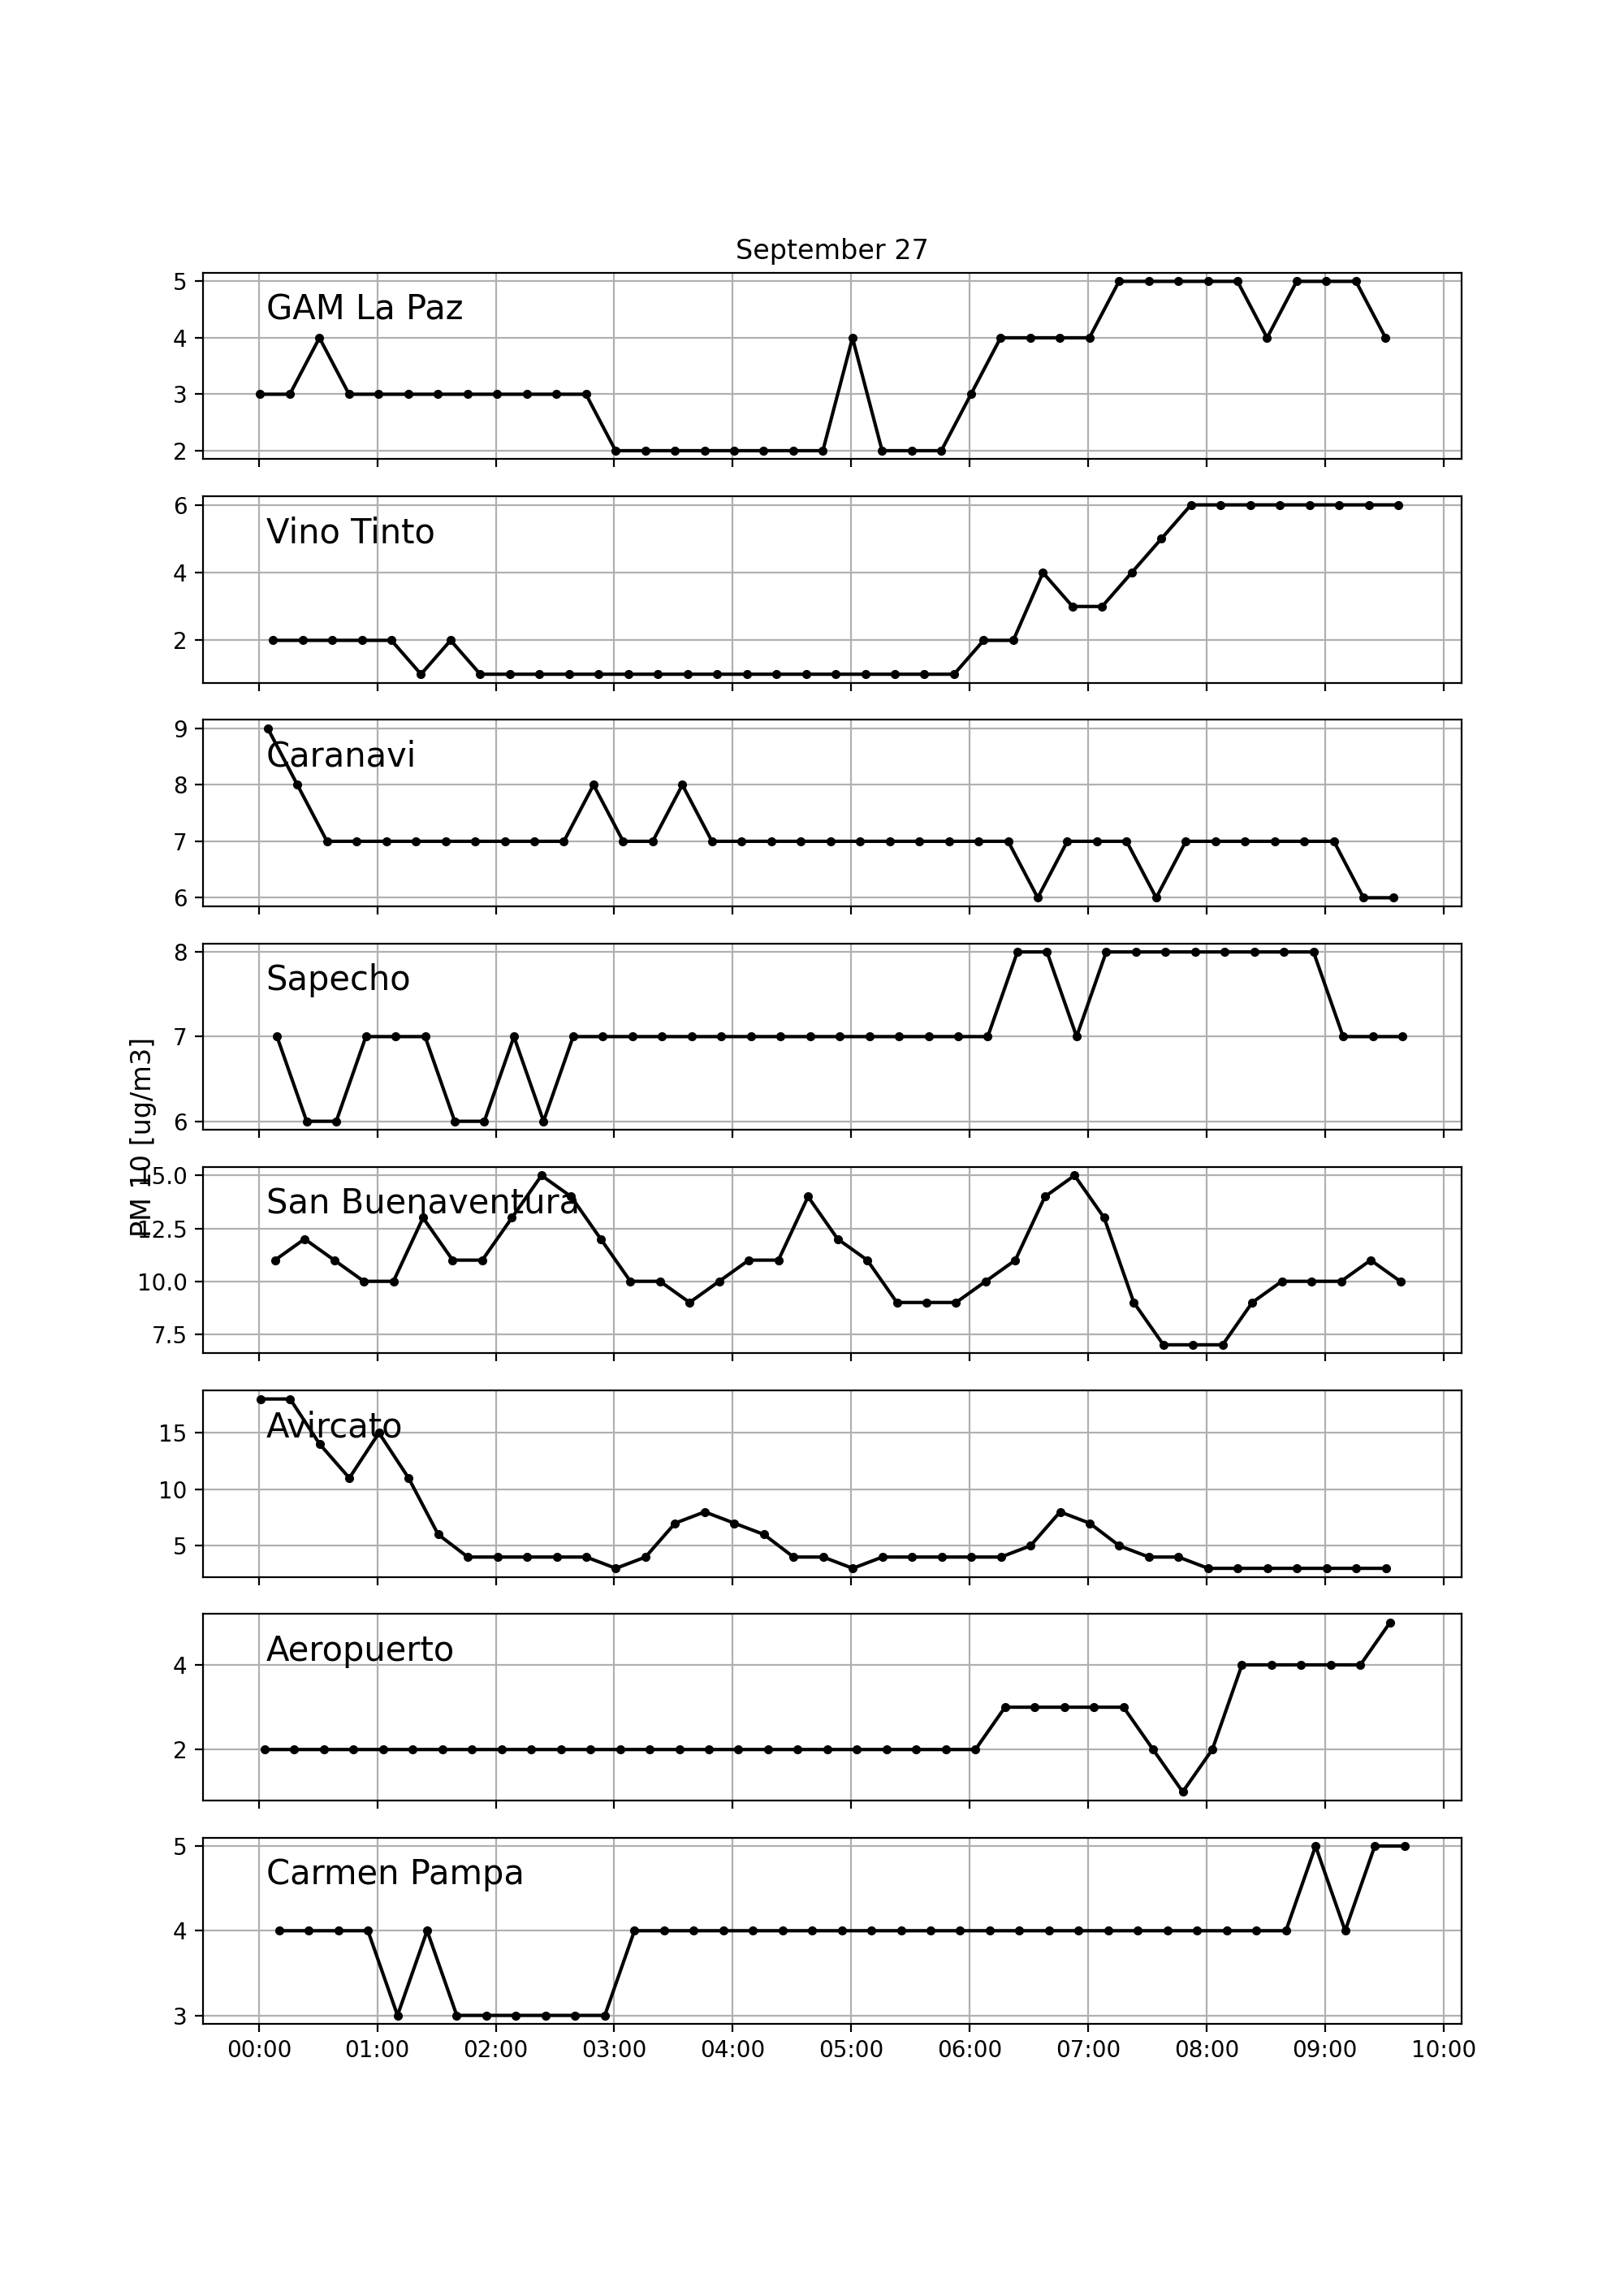 September 27
5
GAM La Paz
4
3
2
6
Vino Tinto
4
2
9
Caranavi
8
7
6
8
Sapecho
7
6
PM 10 [ug/m3]
15.0
San Buenaventura
12.5
10.0
7.5
Avircato
15
10
5
Aeropuerto
4
2
5
Carmen Pampa
4
3
00:00 01:00 02:00 03:00 04:00 05:00 06:00 07:00 08:00 09:00 10:00